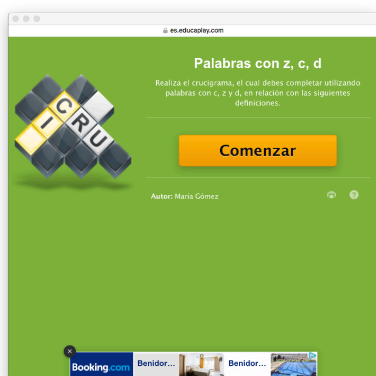 es.educaplay.com
Palabras con z, c, d
Realiza el crucigrama, el cual debes completar utilizando
palabras con c, z y d, en relación con las siguientes
definiciones.
C
I R
U
Comenzar
Autor: María Gómez
Booking.com
Benidor...
Benidor...